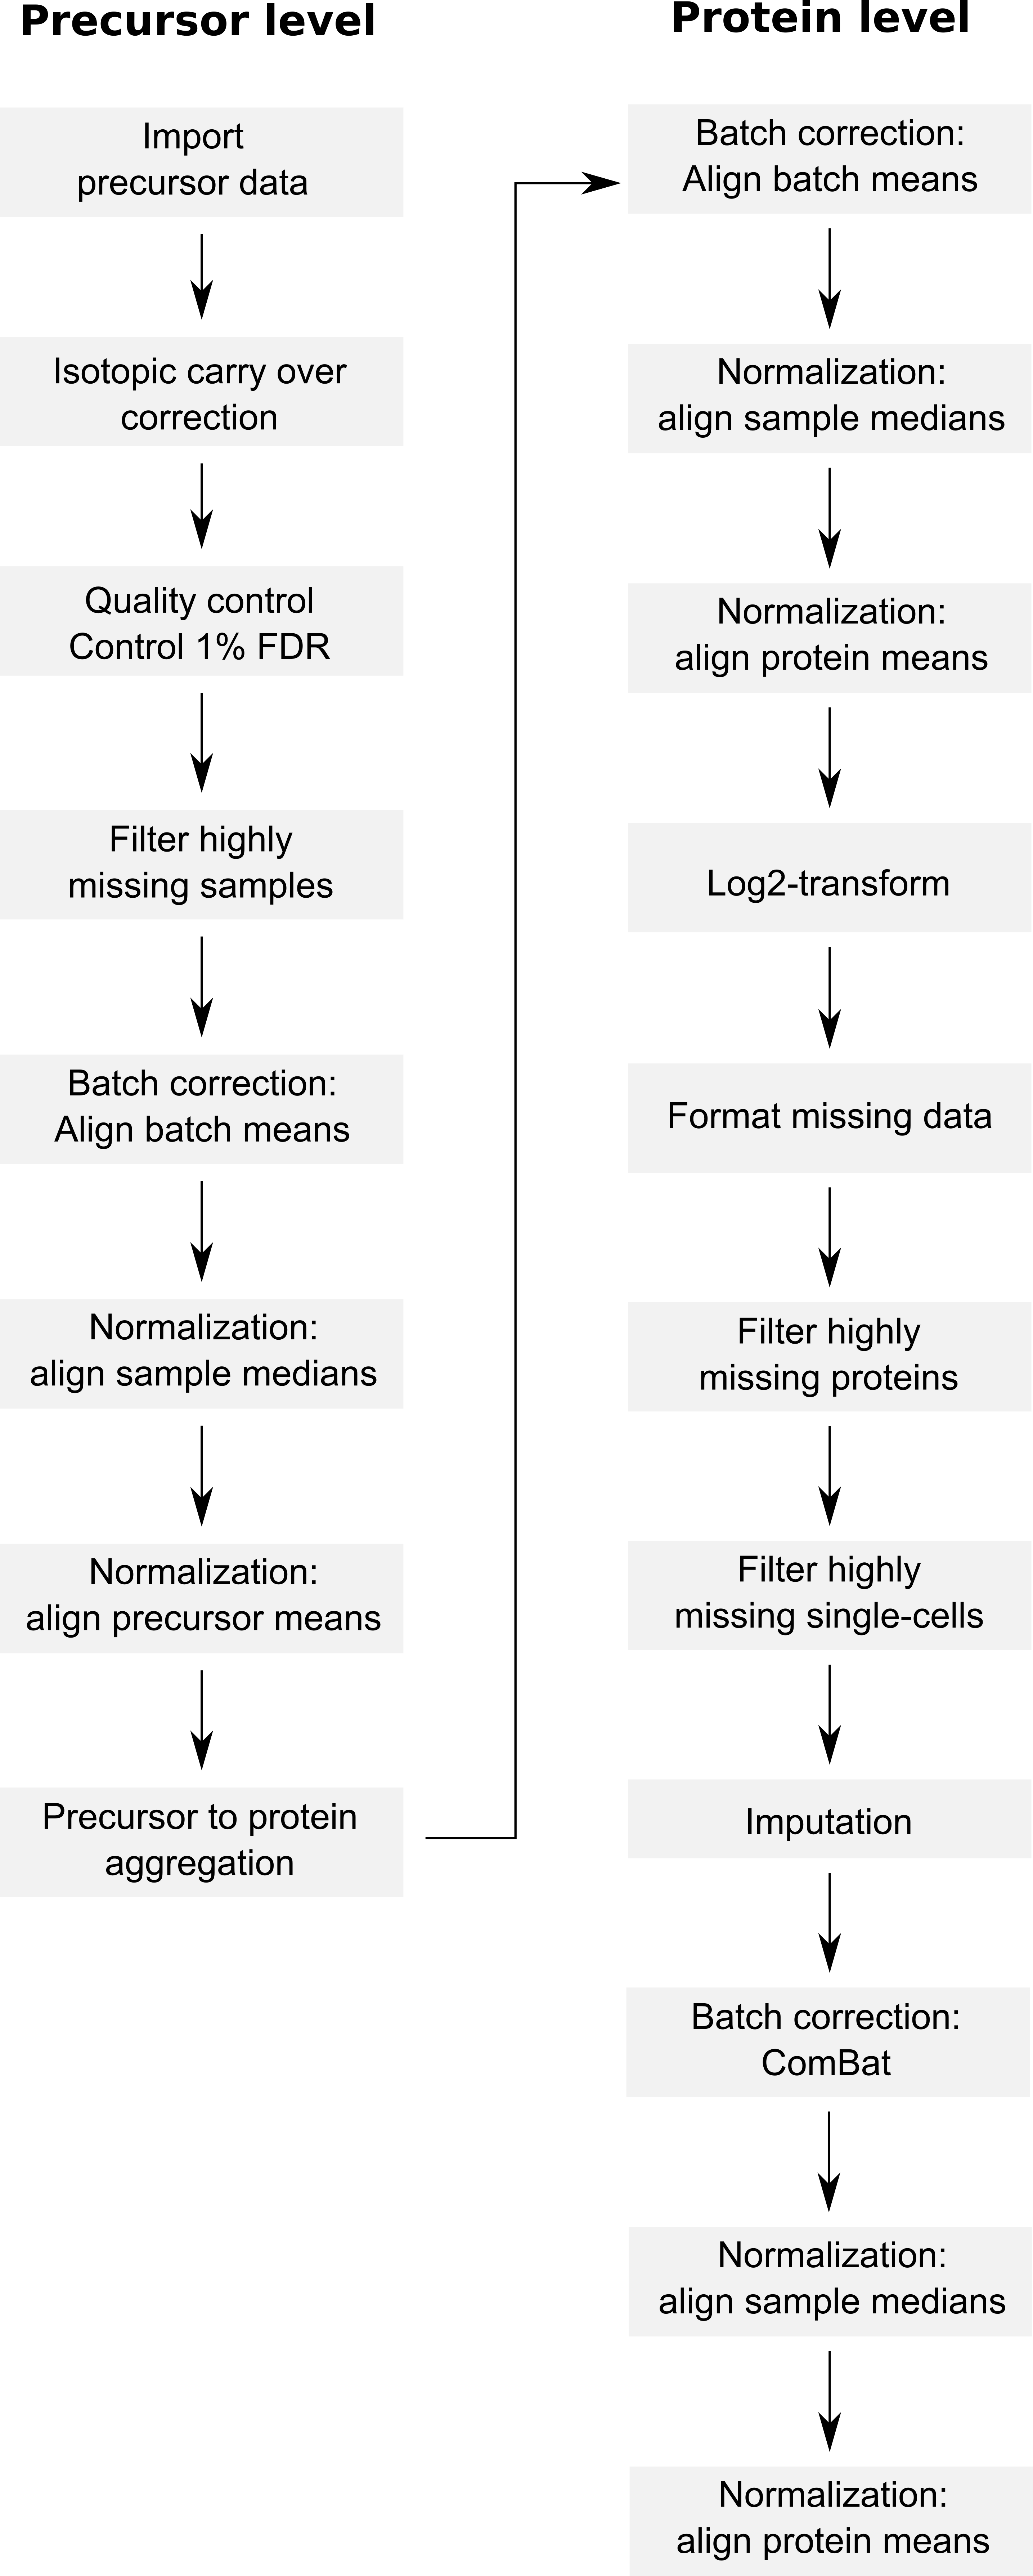 Precursor level
Import
precursor data
Isotopic carry over
correction
Quality control
Control 1% FDR
Filter highly
missing samples
Batch correction:
Align batch means
Normalization:
align sample medians
Normalization:
align precursor means
Precursor to protein
aggregation
Protein level
Batch correction:
Align batch means
Normalization:
align sample medians
Normalization:
align protein means
Log2-transform
Format missing data
Filter highly
missing proteins
Filter highly
missing single-cells
Imputation
Batch correction:
ComBat
Normalization:
align sample medians
Normalization:
align protein means